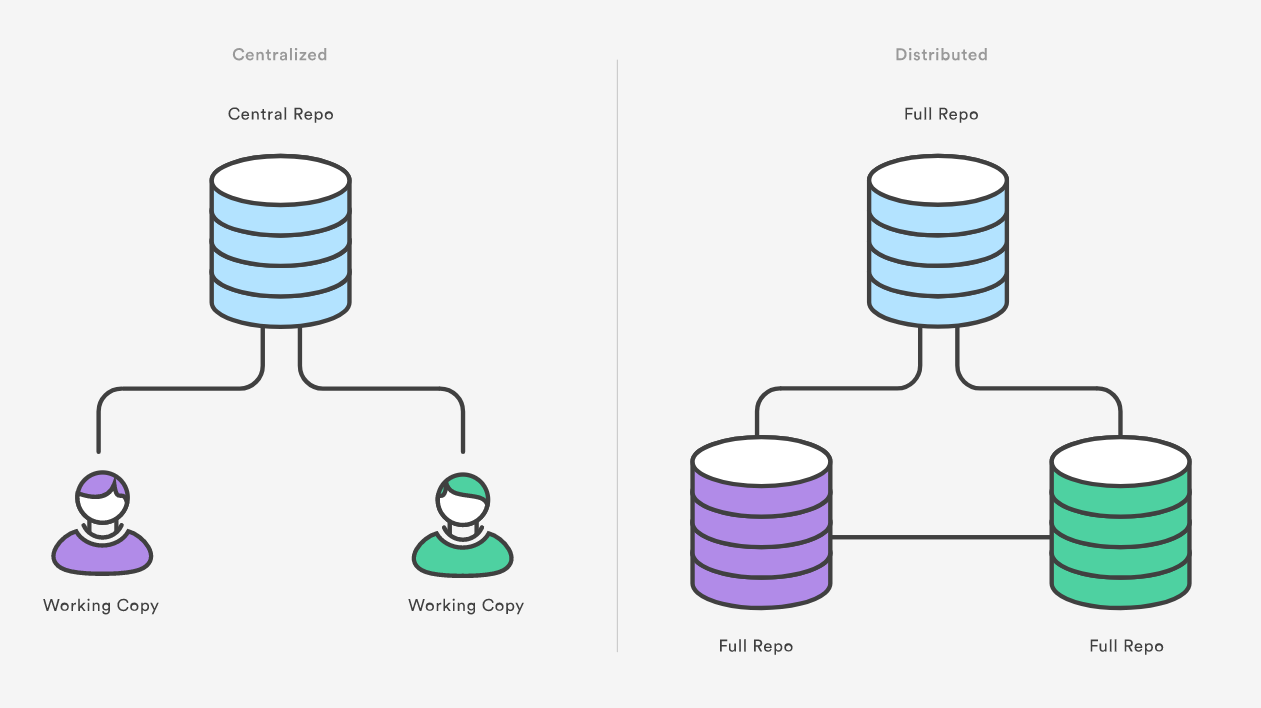 Centralized
Central Repo
Working Copy
Working Copy
Distributed
Full Repo
Full Repo
Full Repo